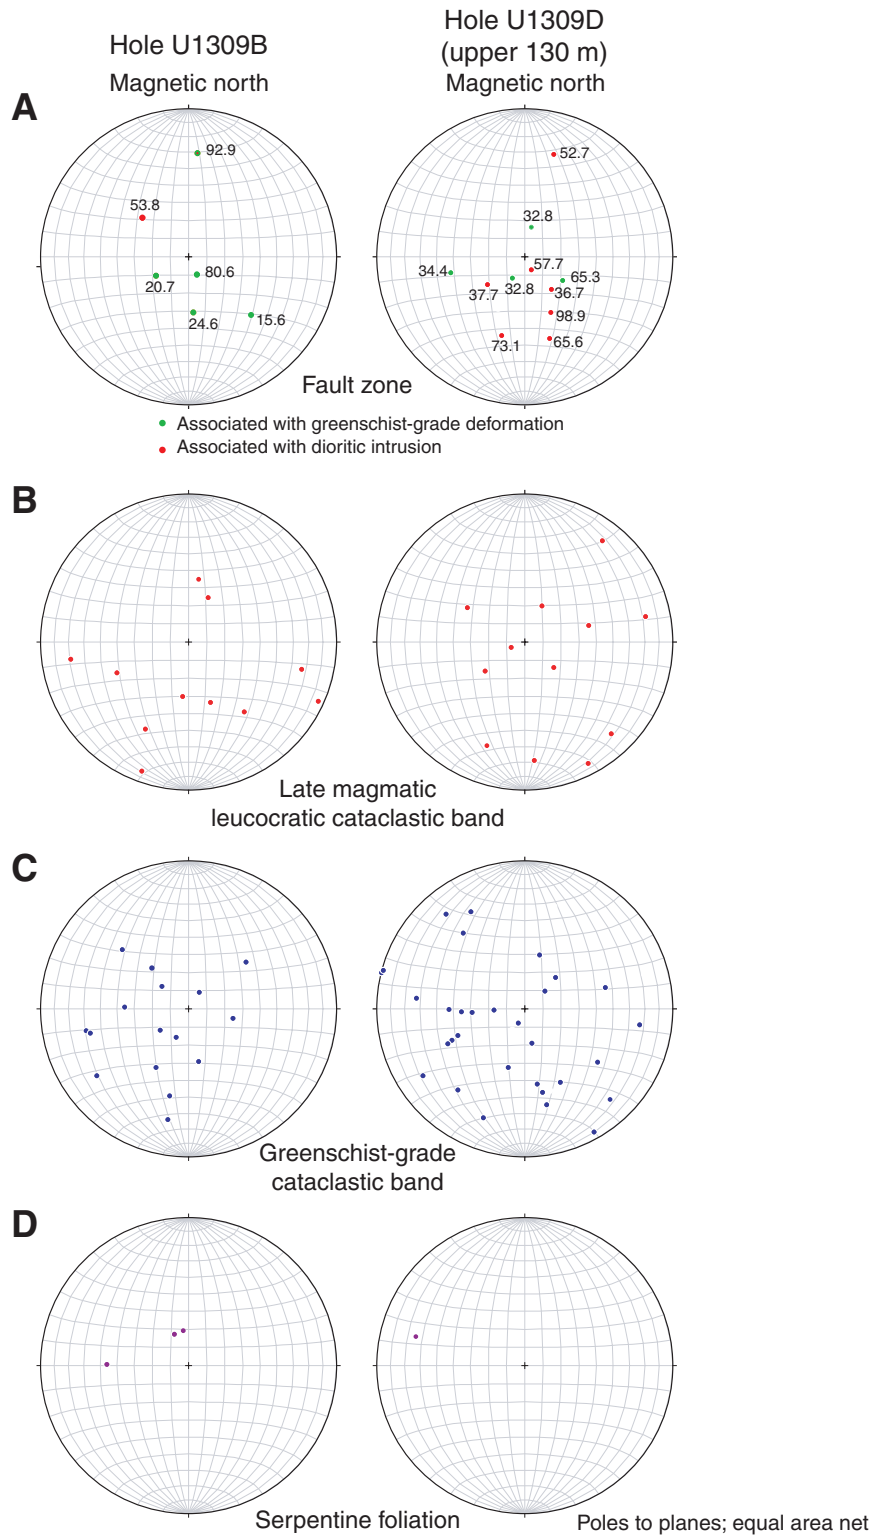 Hole U1309B
Hole U1309D
(upper 130 m)
Magnetic north
Magnetic north
A
92.9
53.8
80.6
20.7
24.6
15.6
52.7
32.8
57.7
34.4
65.3
32.8
37.7
36.7
98.9
73.1
65.6
Fault zone
Associated with greenschist-grade deformation
Associated with dioritic intrusion
B
Late magmatic
leucocratic cataclastic band
C
Greenschist-grade
cataclastic band
D
Serpentine foliation
Poles to planes; equal area net